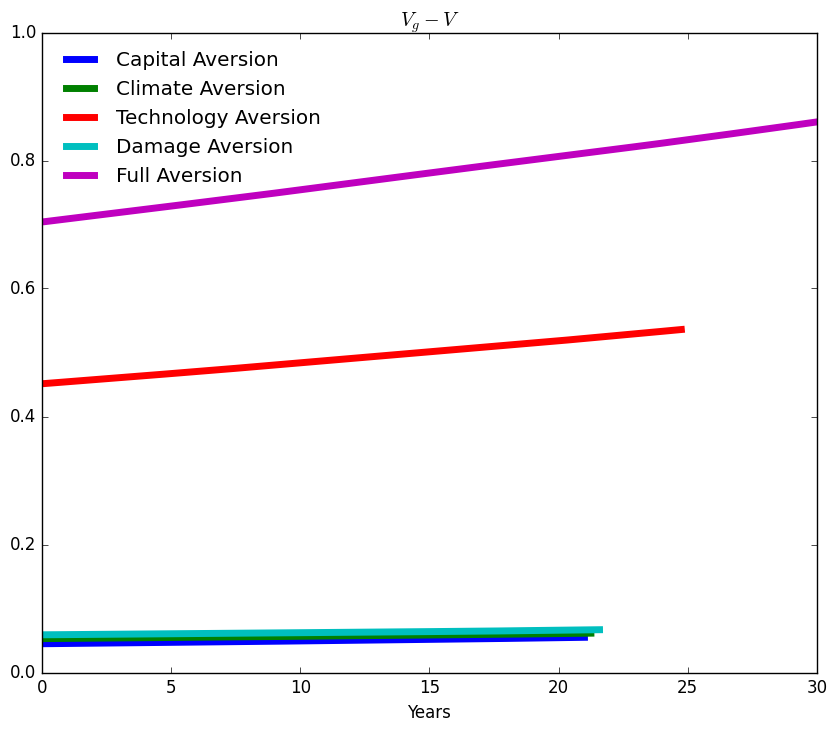 V_g − V
1.0
Capital Aversion
Climate Aversion
Technology Aversion
Damage Aversion
Full Aversion
0.8
0.6
0.4
0.2
0.0
0 5 10 15 20 25 30
Years